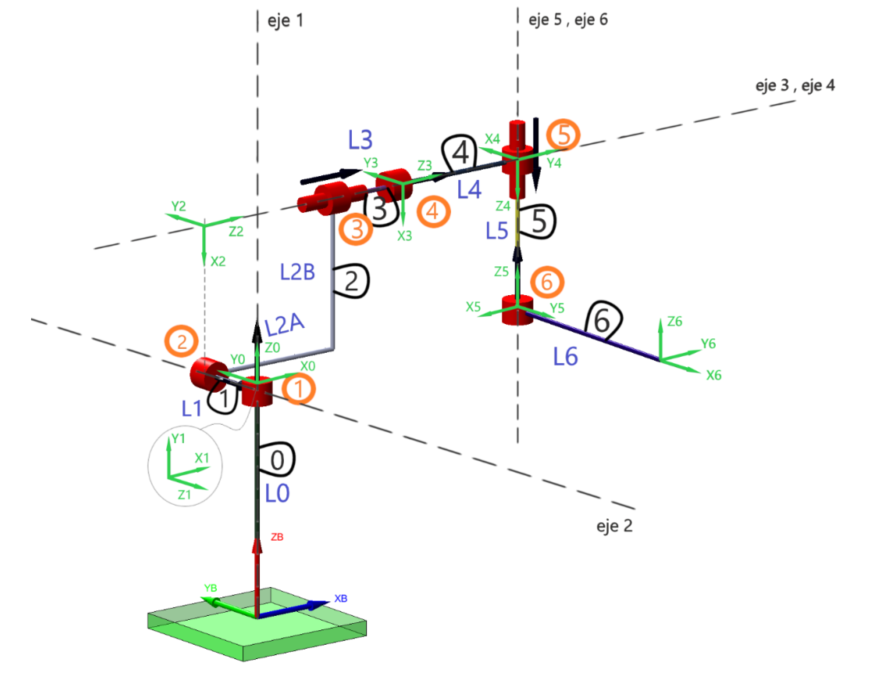 eje 1
eje 5 , eje 6
eje 3 , eje 4
L3
Y3
Z3
4
X4
5
Y4
3
L4
3
4
X3
Z4
5
L5
Y2
Z2
X2
L2B
2
Z5
6
X5
Y5
6
L6
Z6
Y6
X6
L2A
2
Z0
Y0
X0
1
L1
1
0
L0
Y1
X1
Z1
eje 2
ZB
YB
XB